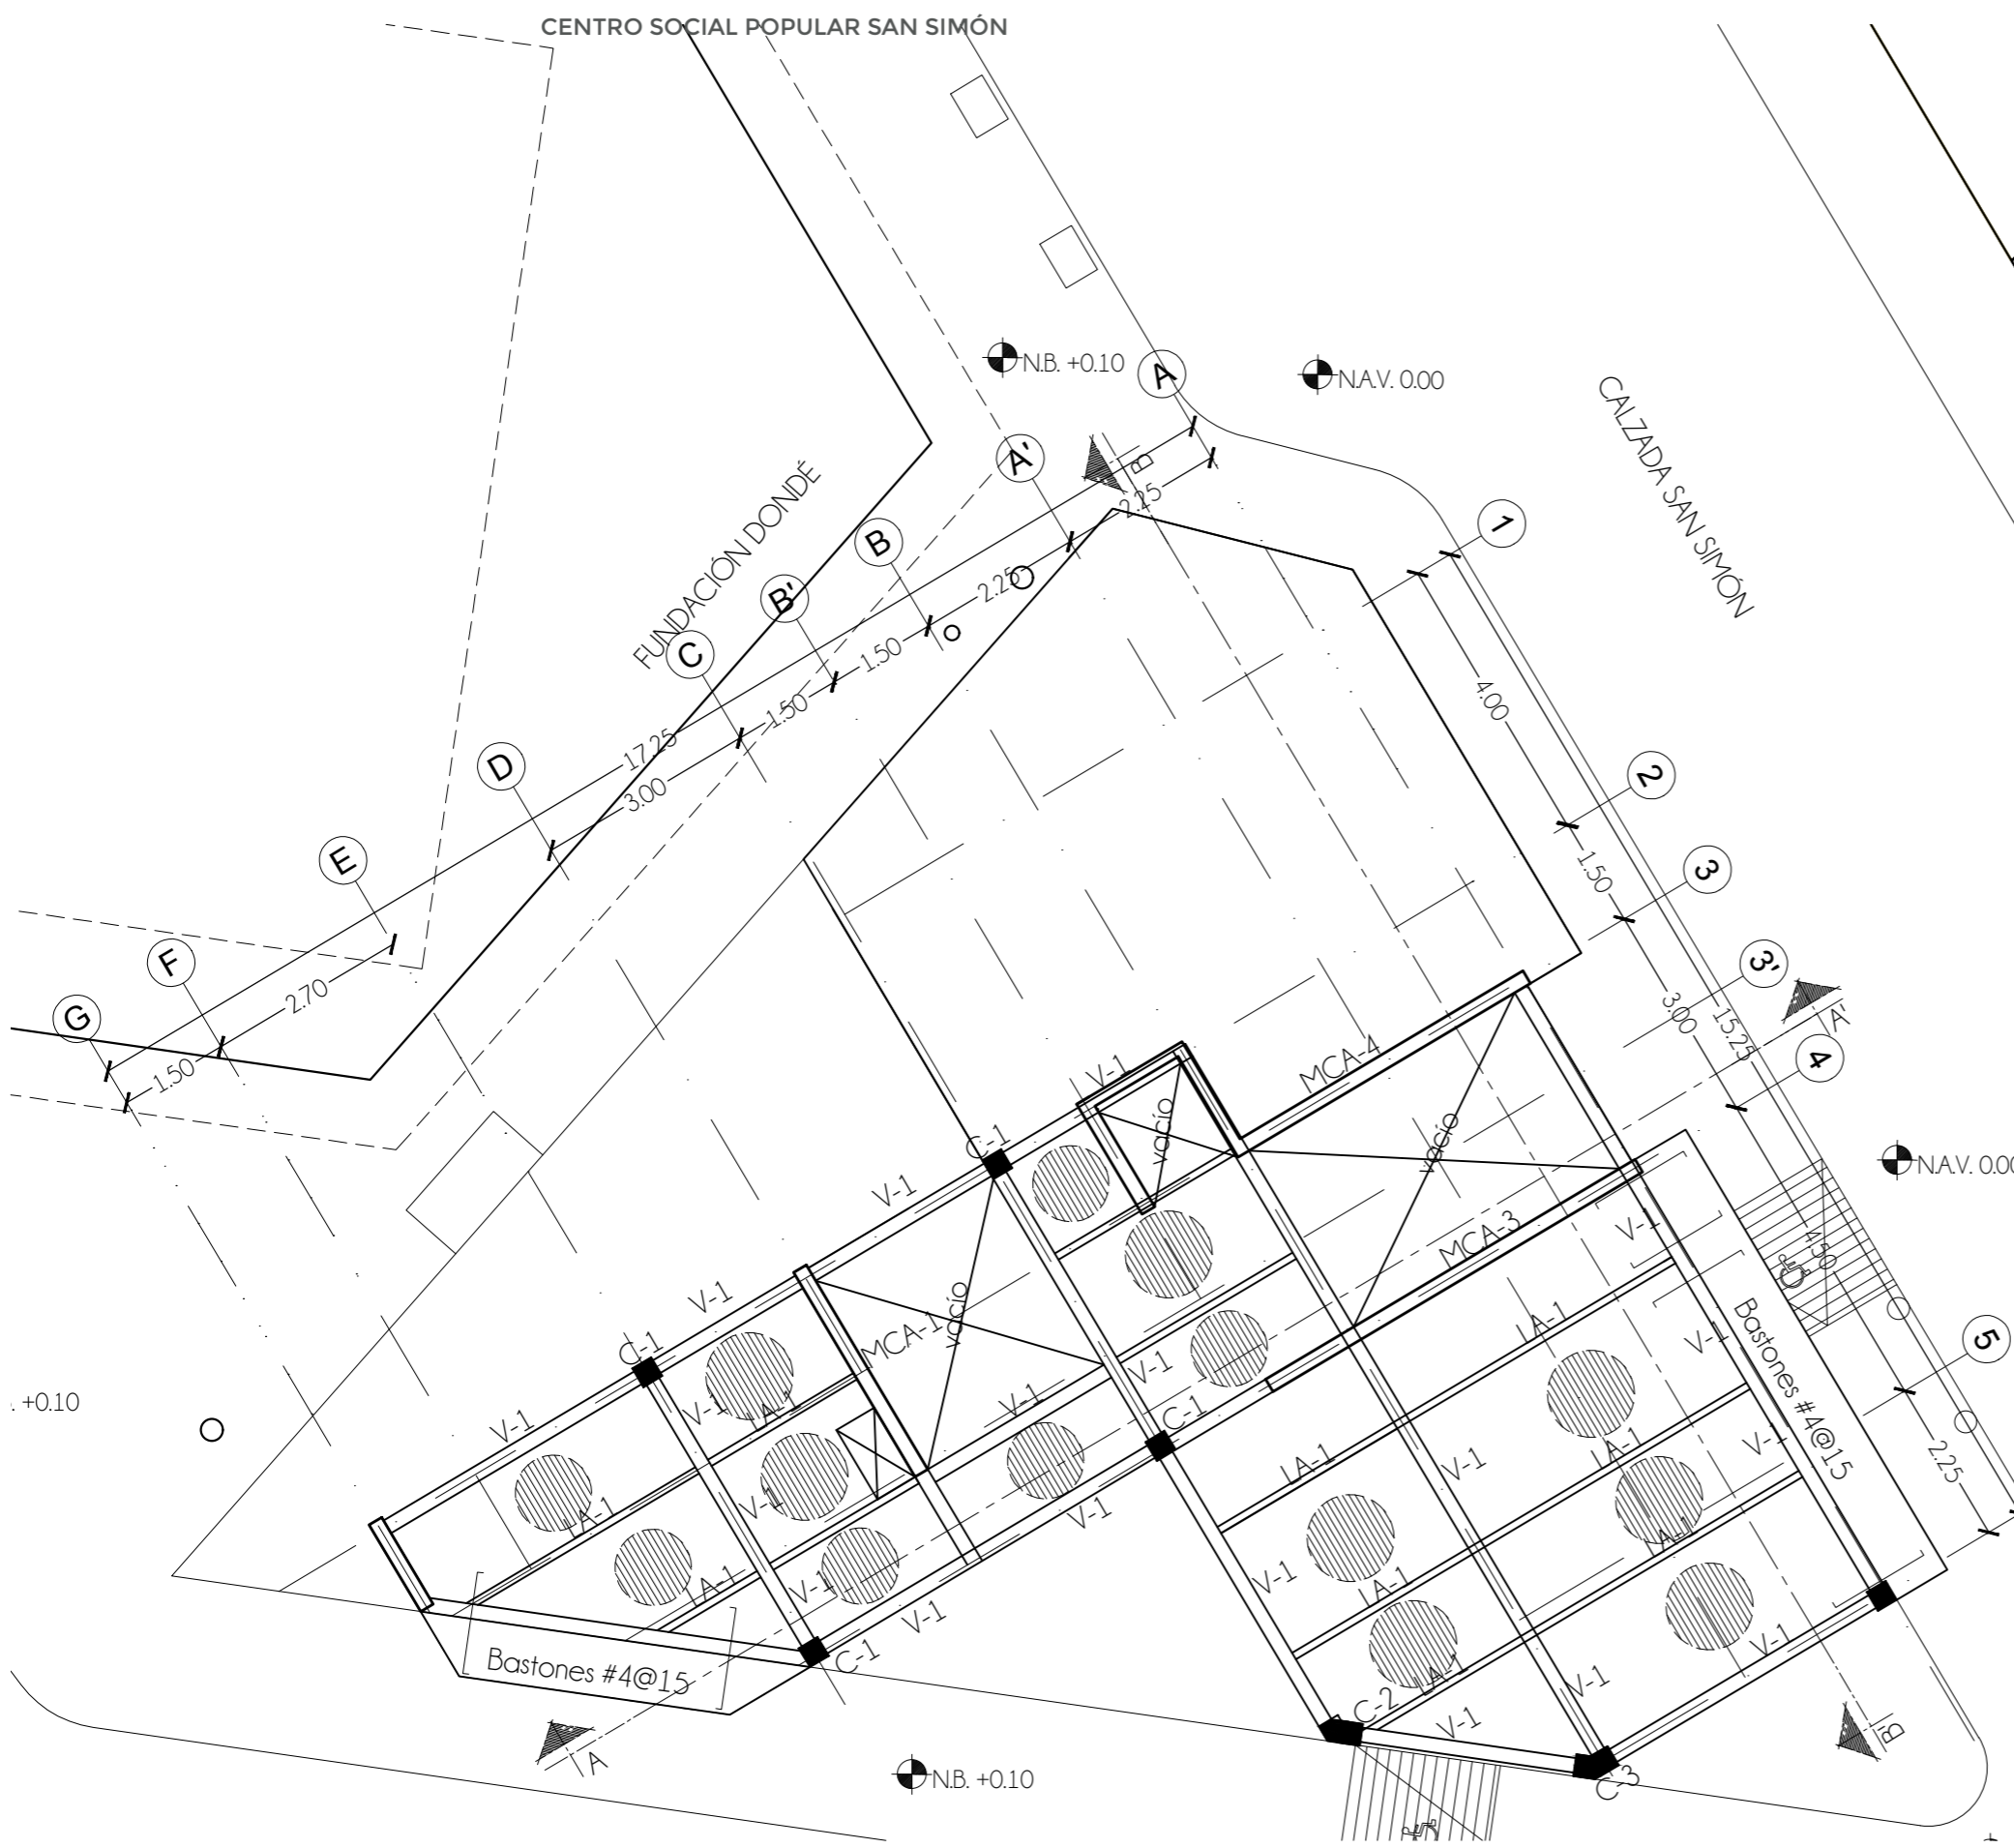 CENTRO SOCIAL POPULAR SAN SIMÓN
N.B. +0.10
A
N.A.V. 0.00
CALZADA SAN SIMÓN
FUNDACIÓN DONDÉ
A'
B
2.25
1
B
2.25
B'
1.50
C
1.50
4.00
17.25
D
3.00
2
1.50
E
3
F
2.70
3'
3.00
15.25
A'
G
1.50
4
V-1
MCA-4
vacío
vacío
C-1
V-1
N.A.V. 0.00
V-1
MCA-3
4.50
V-1
MCA-1
vacío
C-1
IA-1
V-1
Bastones #4@15
5
V-1
V-1
V-1
IA-1
V-1
C-1
. +0.10
IA-1
V-1
IA-1
V-1
2.25
V-1
V-1
IA-1
IA-1
IA-1
V-1
V-1
IA-1
V-1
C-1
Bastones #4@15
IA-1
V-1
V-1
C-2
V-1
A
N.B. +0.10
C-3